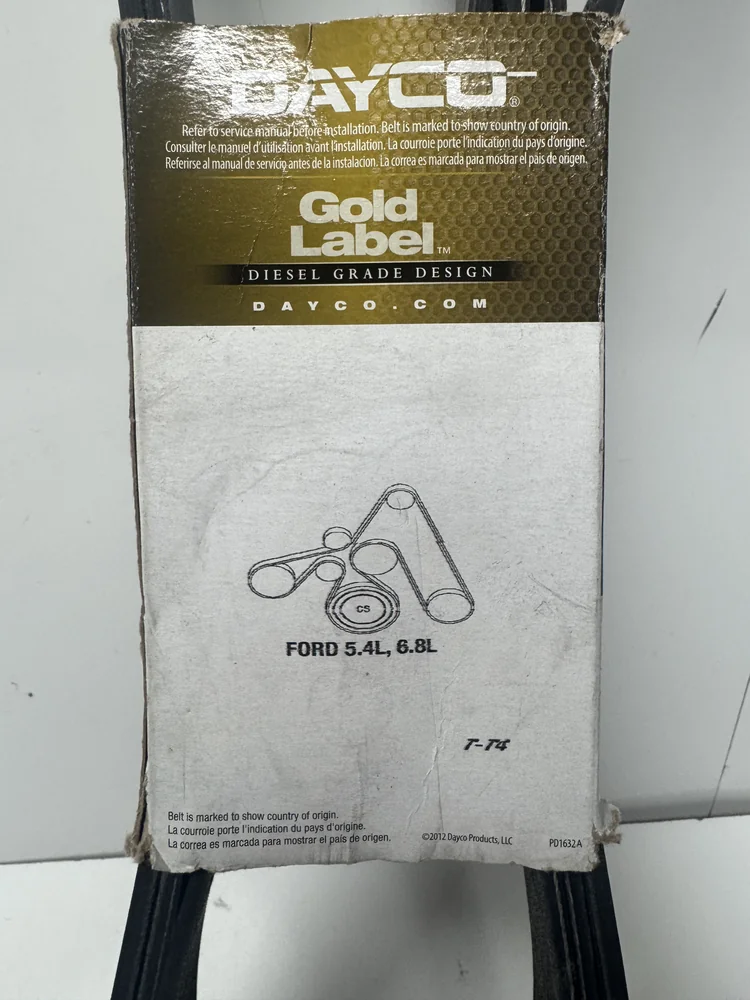 DAYCO®
Refer to service manual before installation. Belt is marked to show country of origin.
Consulter le manuel d'utilisation avant l'installation. La courroie porte l'indication du pays d'origine.
Referirse al manual de servicio antes de la instalacion. La correa es marcada para mostrar el país de origen.
Gold
Label™
DIESEL GRADE DESIGN
DAYCO.COM
CS
FORD 5.4L, 6.8L
T-T4
Belt is marked to show country of origin.
La courroie porte l'indication du pays d'origine.
La correa es marcada para mostrar el pais de origen.
©2012 Dayco Products, LLC
PD1632A